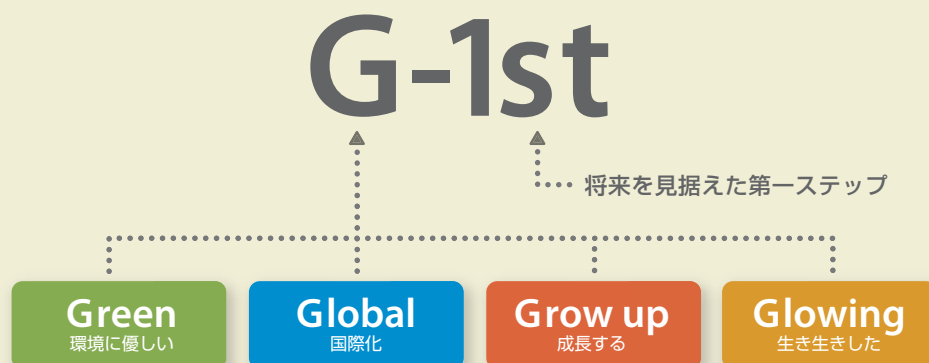 G-1st
将来を見据えた第一ステップ
Green
環境に優しい
Global
国際化
Grow up
成長する
Glowing
生き生きした